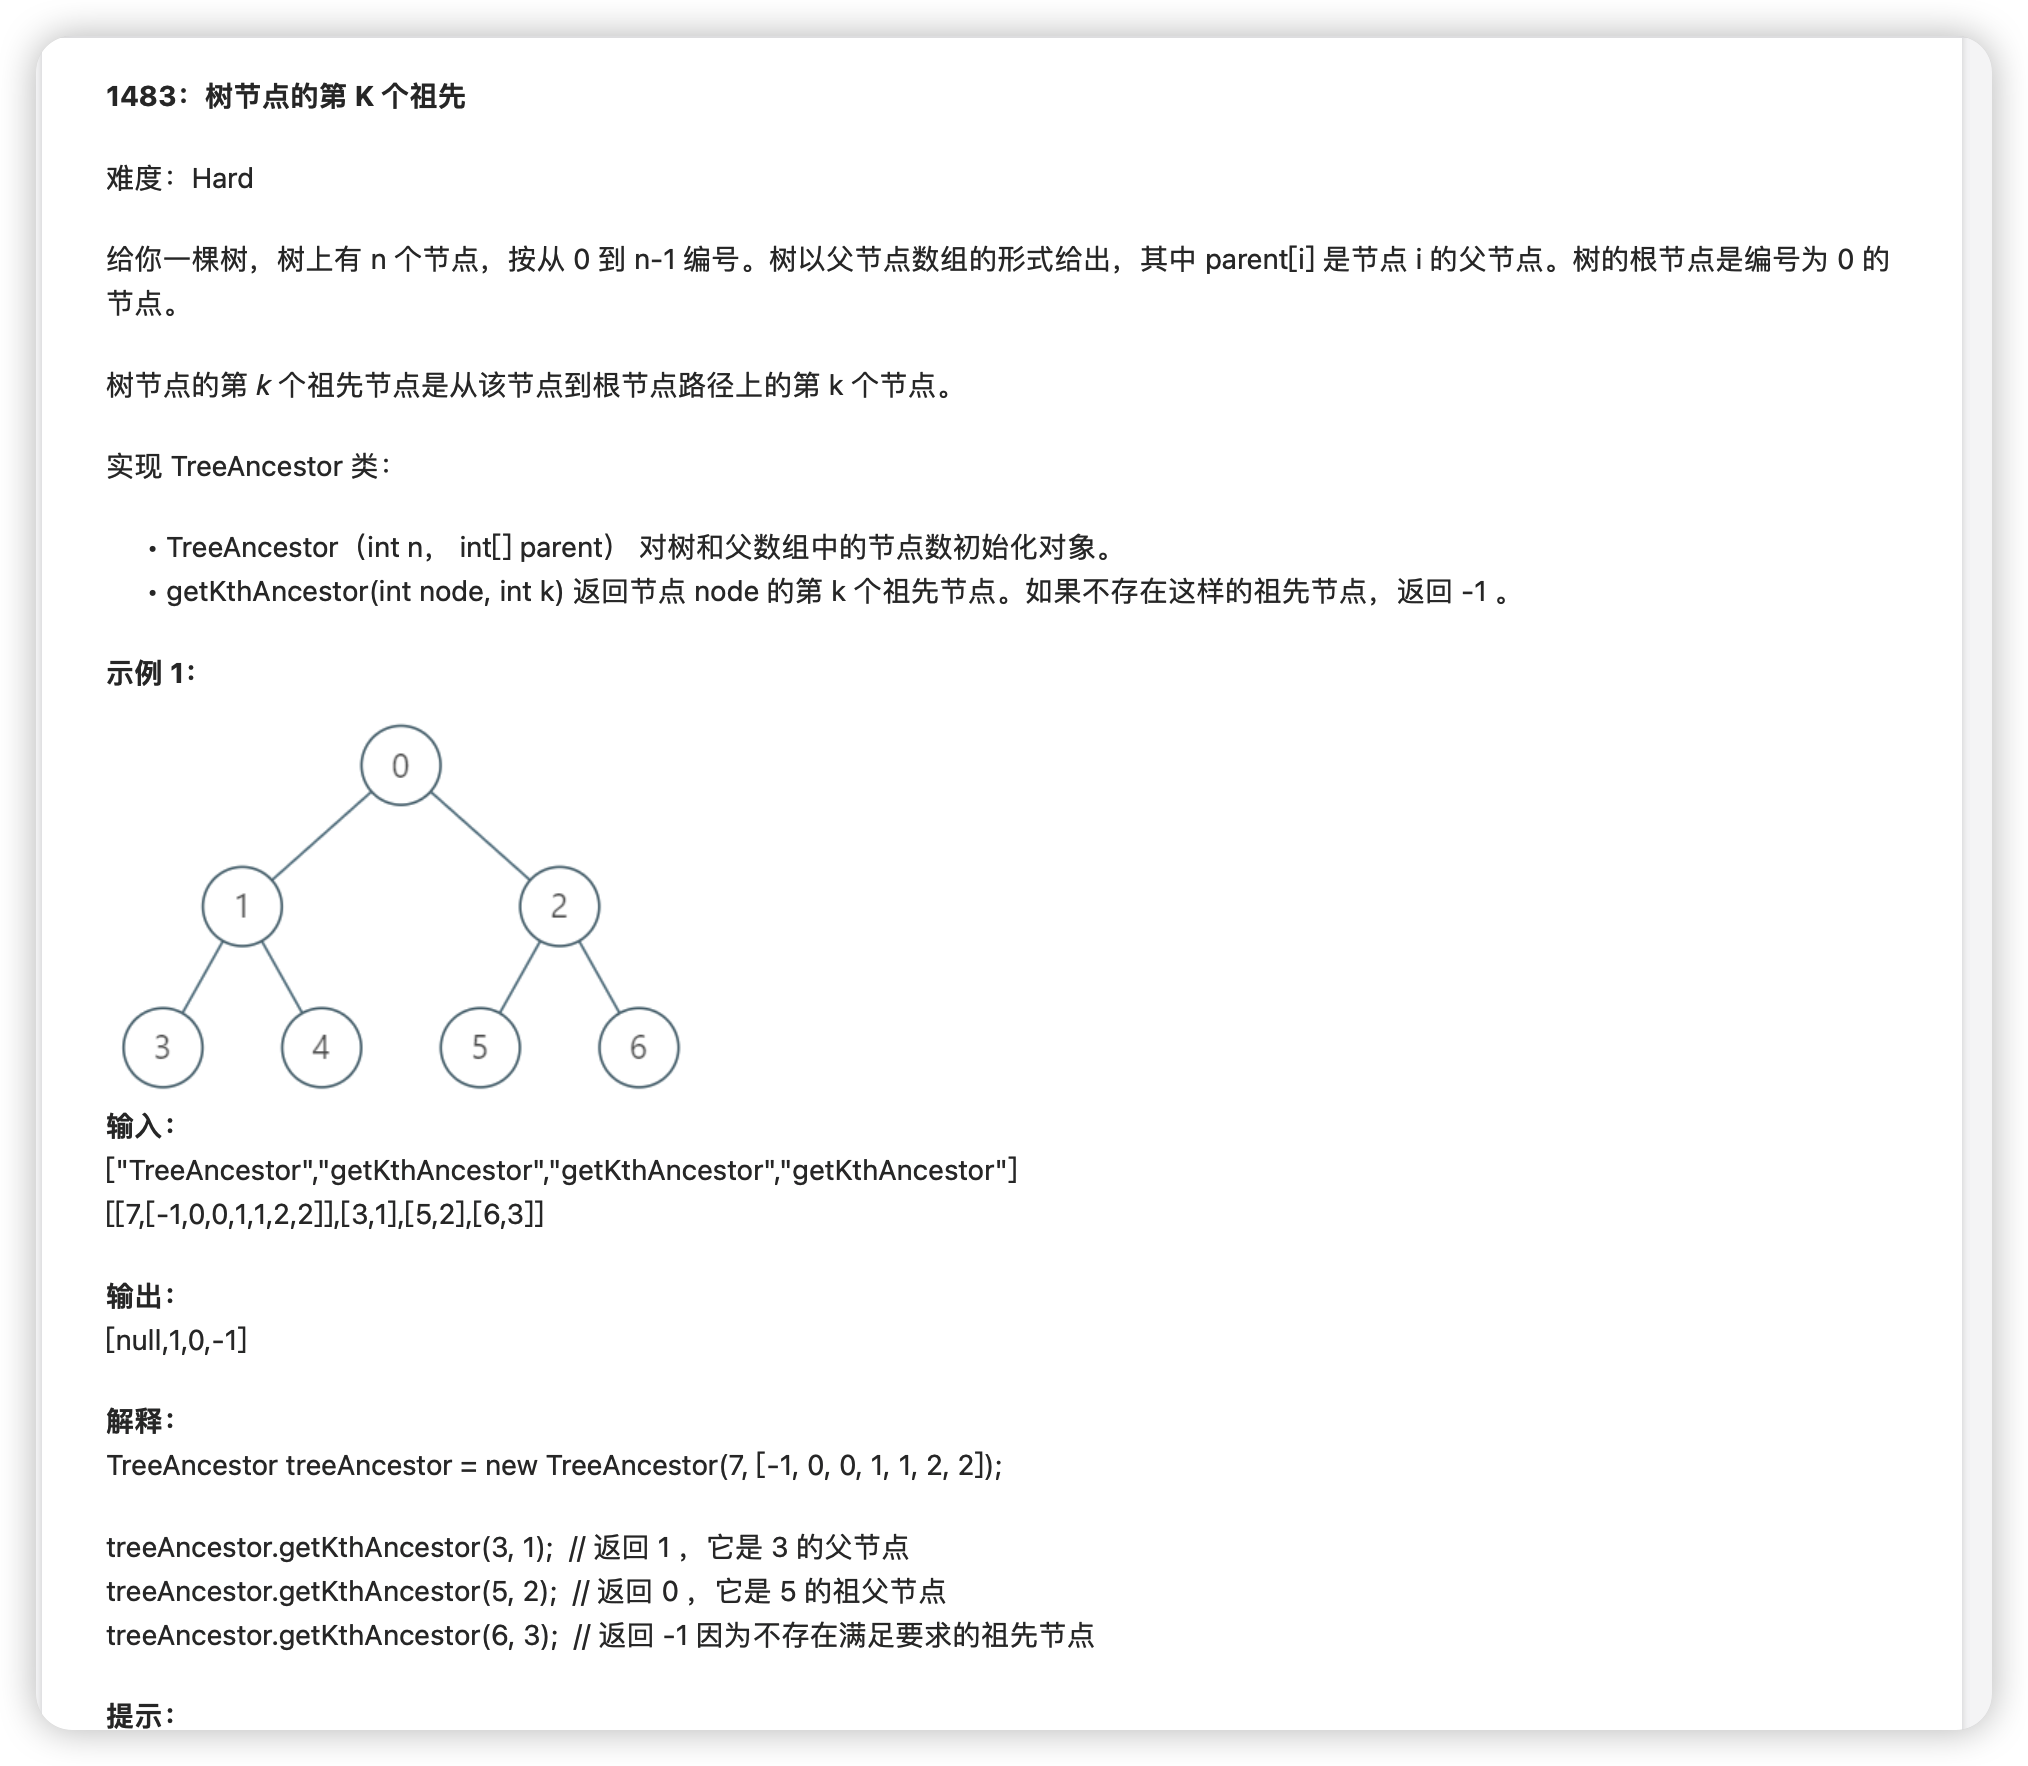 1483：树节点的第 K 个祖先
难度：Hard
给你一棵树，树上有 n 个节点，按从 0 到 n-1 编号。树以父节点数组的形式给出，其中 parent[i] 是节点 i 的父节点。树的根节点是编号为 0 的
节点。
树节点的第 k 个祖先节点是从该节点到根节点路径上的第 k 个节点。
实现 TreeAncestor 类：
• TreeAncestor（int n， int[] parent） 对树和父数组中的节点数初始化对象。
• getKthAncestor(int node, int k) 返回节点 node 的第 k 个祖先节点。如果不存在这样的祖先节点，返回 -1 。
示例 1：
0
1 2
3 4 5 6
输入：
["TreeAncestor","getKthAncestor","getKthAncestor","getKthAncestor"]
[[7,[-1,0,0,1,1,2,2]],[3,1],[5,2],[6,3]]
输出：
[null,1,0,-1]
解释：
TreeAncestor treeAncestor = new TreeAncestor(7, [-1, 0, 0, 1, 1, 2, 2]);
treeAncestor.getKthAncestor(3, 1);  // 返回 1 ，它是 3 的父节点
treeAncestor.getKthAncestor(5, 2);  // 返回 0 ，它是 5 的祖父节点
treeAncestor.getKthAncestor(6, 3);  // 返回 -1 因为不存在满足要求的祖先节点
提示：